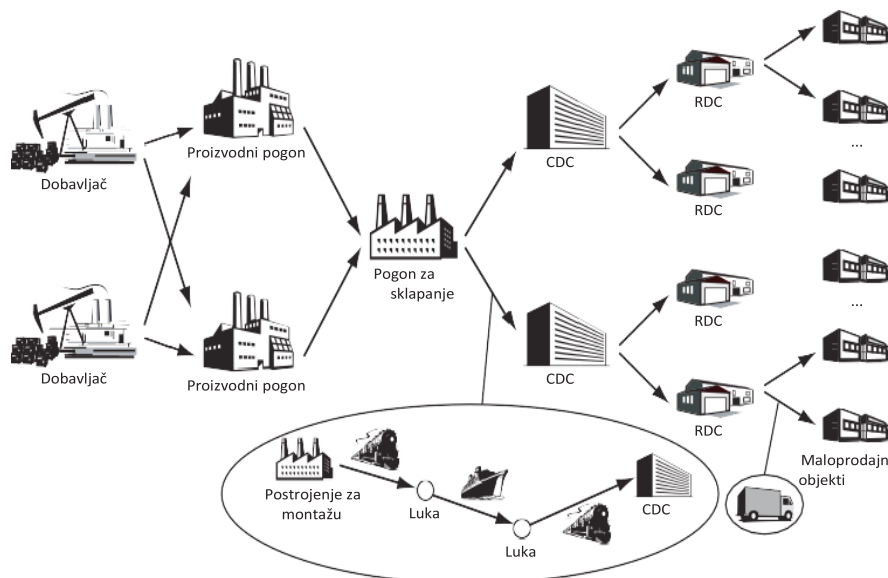 Dobavljač
Proizvodni pogon
Dobavljač
Proizvodni pogon
Pogon za
sklapanje
CDC
CDC
RDC
RDC
RDC
RDC
...
...
Maloprodajn
objekti
Postrojenje za
montažu
Luka
Luka
CDC